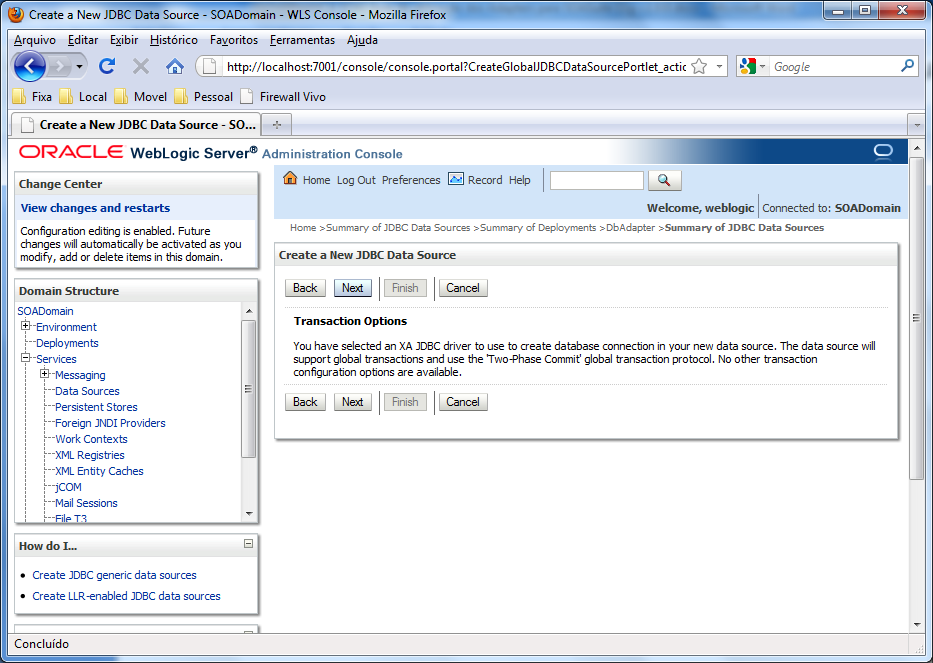 Create a New JDBC Data Source - SOADomain - WLS Console - Mozilla Firefox
Arquivo Editar Exibir Histórico Favoritos Ferramentas Ajuda
http://localhost:7001/console/console.portal?CreateGlobalJDBCDataSourcePortlet_actic
Google
Fixa Local Movel Pessoal Firewall Vivo
Create a New JDBC Data Source - SO...
ORACLE WebLogic Server® Administration Console
Change Center
View changes and restarts
Configuration editing is enabled. Future
changes will automatically be activated as you
modify, add or delete items in this domain.
Domain Structure
SOADomain
Environment
Deployments
Services
Messaging
Data Sources
Persistent Stores
Foreign JNDI Providers
Work Contexts
XML Registries
XML Entity Caches
jCOM
Mail Sessions
File T3
How do I...
Create JDBC generic data sources
Create LLR-enabled JDBC data sources
Home Log Out Preferences Record Help
Welcome, weblogic Connected to: SOADomain
Home >Summary of JDBC Data Sources >Summary of Deployments >DbAdapter >Summary of JDBC Data Sources
Create a New JDBC Data Source
Back Next Finish Cancel
Transaction Options
You have selected an XA JDBC driver to use to create database connection in your new data source. The data source will
support global transactions and use the 'Two-Phase Commit' global transaction protocol. No other transaction
configuration options are available.
Back Next Finish Cancel
Concluído